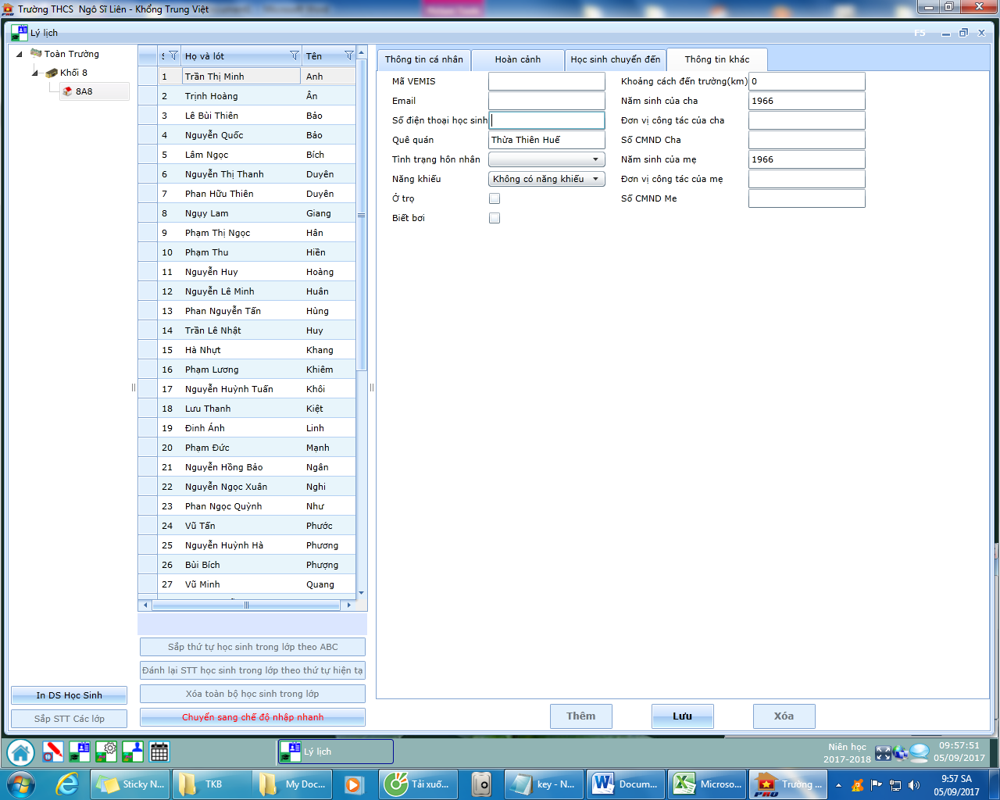 Trường THCS  Ngô Sĩ Liên - Khổng Trung Việt
Lý lịch
F5
Toàn Trường
Khối 8
8A8
S Họ và lót Tên
1 Trần Thị Minh Anh
2 Trịnh Hoàng Ân
3 Lê Bùi Thiên Bảo
4 Nguyễn Quốc Bảo
5 Lâm Ngọc Bích
6 Nguyễn Thị Thanh Duyên
7 Phan Hữu Thiên Duyên
8 Ngụy Lam Giang
9 Phạm Thị Ngọc Hân
10 Phạm Thu Hiền
11 Nguyễn Huy Hoàng
12 Nguyễn Lê Minh Huân
13 Phan Nguyễn Tấn Hùng
14 Trần Lê Nhật Huy
15 Hà Nhựt Khang
16 Phạm Lương Khiêm
17 Nguyễn Huỳnh Tuấn Khôi
18 Lưu Thanh Kiệt
19 Đinh Ánh Linh
20 Phạm Đức Mạnh
21 Nguyễn Hồng Bảo Ngân
22 Nguyễn Ngọc Xuân Nghi
23 Phan Ngọc Quỳnh Như
24 Vũ Tấn Phước
25 Nguyễn Huỳnh Hà Phương
26 Bùi Bích Phượng
27 Vũ Minh Quang
Sắp thứ tự học sinh trong lớp theo ABC
Đánh lại STT học sinh trong lớp theo thứ tự hiện tạ
Xóa toàn bộ học sinh trong lớp
Chuyển sang chế độ nhập nhanh
In DS Học Sinh
Sắp STT Các lớp
Thông tin cá nhân Hoàn cảnh Học sinh chuyển đến Thông tin khác
Mã VEMIS Khoảng cách đến trường(km) 0
Email Năm sinh của cha 1966
Số điện thoại học sinh Đơn vị công tác của cha
Quê quán Thừa Thiên Huế Số CMND Cha
Tình trạng hôn nhân Năm sinh của mẹ 1966
Năng khiếu Không có năng khiếu Đơn vị công tác của mẹ
Ở trọ Số CMND Me
Biết bơi
Thêm Lưu Xóa
Lý lịch
Niên học
2017-2018
09:57:51
05/09/2017
Sticky N... TKB My Doc... Tải xuố... key - N... Docum... Microso... Trường ...
PRO
9:57 SA
05/09/2017